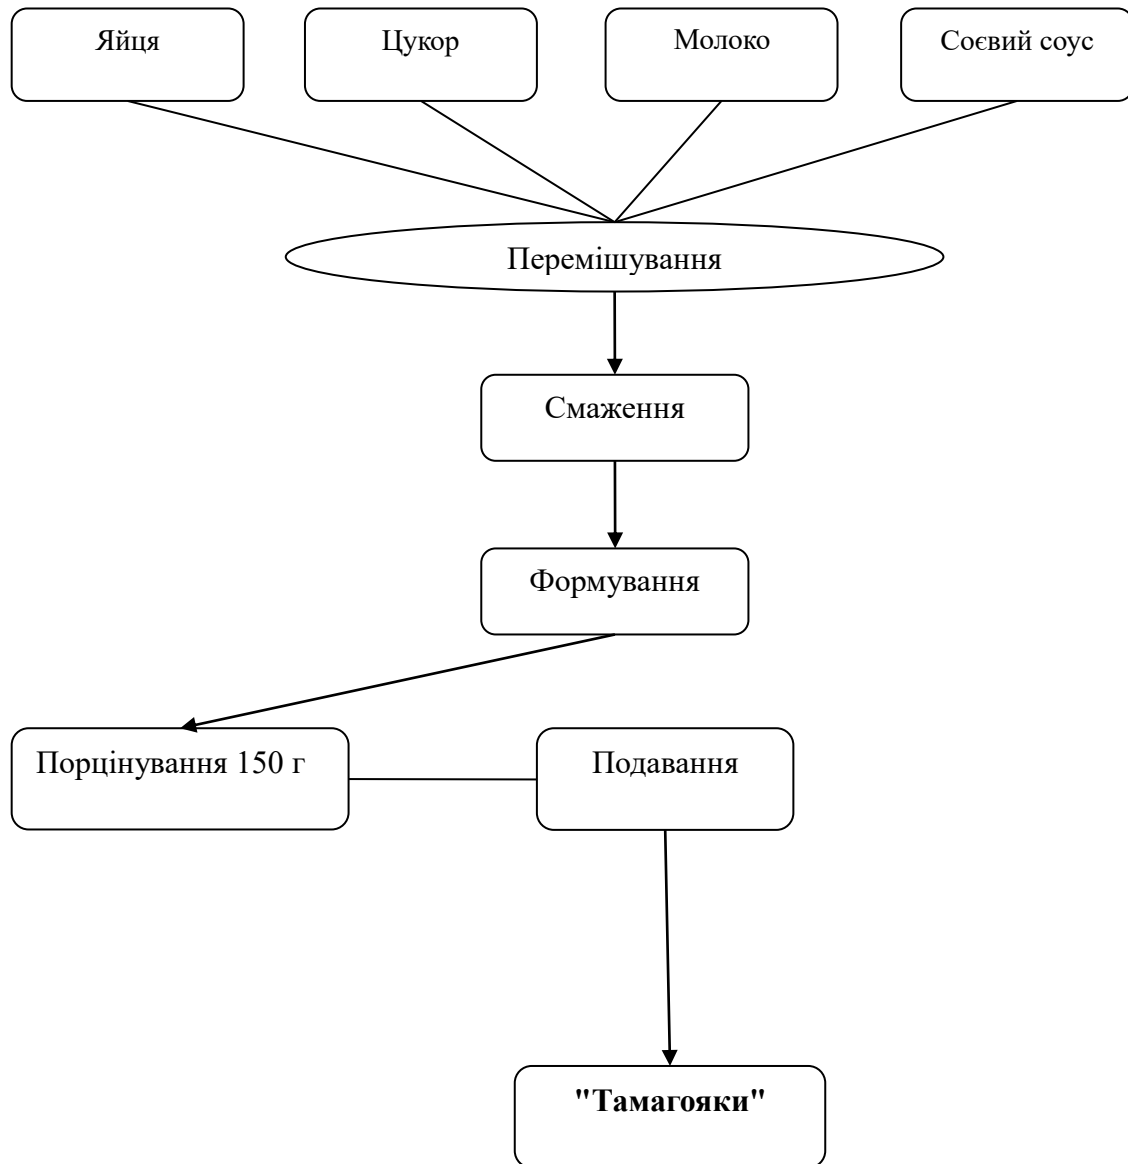 Яйця
Цукор
Молоко
Соєвий соус
Перемішування
Смаження
Формування
Порцінування 150 г
Подавання
"Тамагояки"